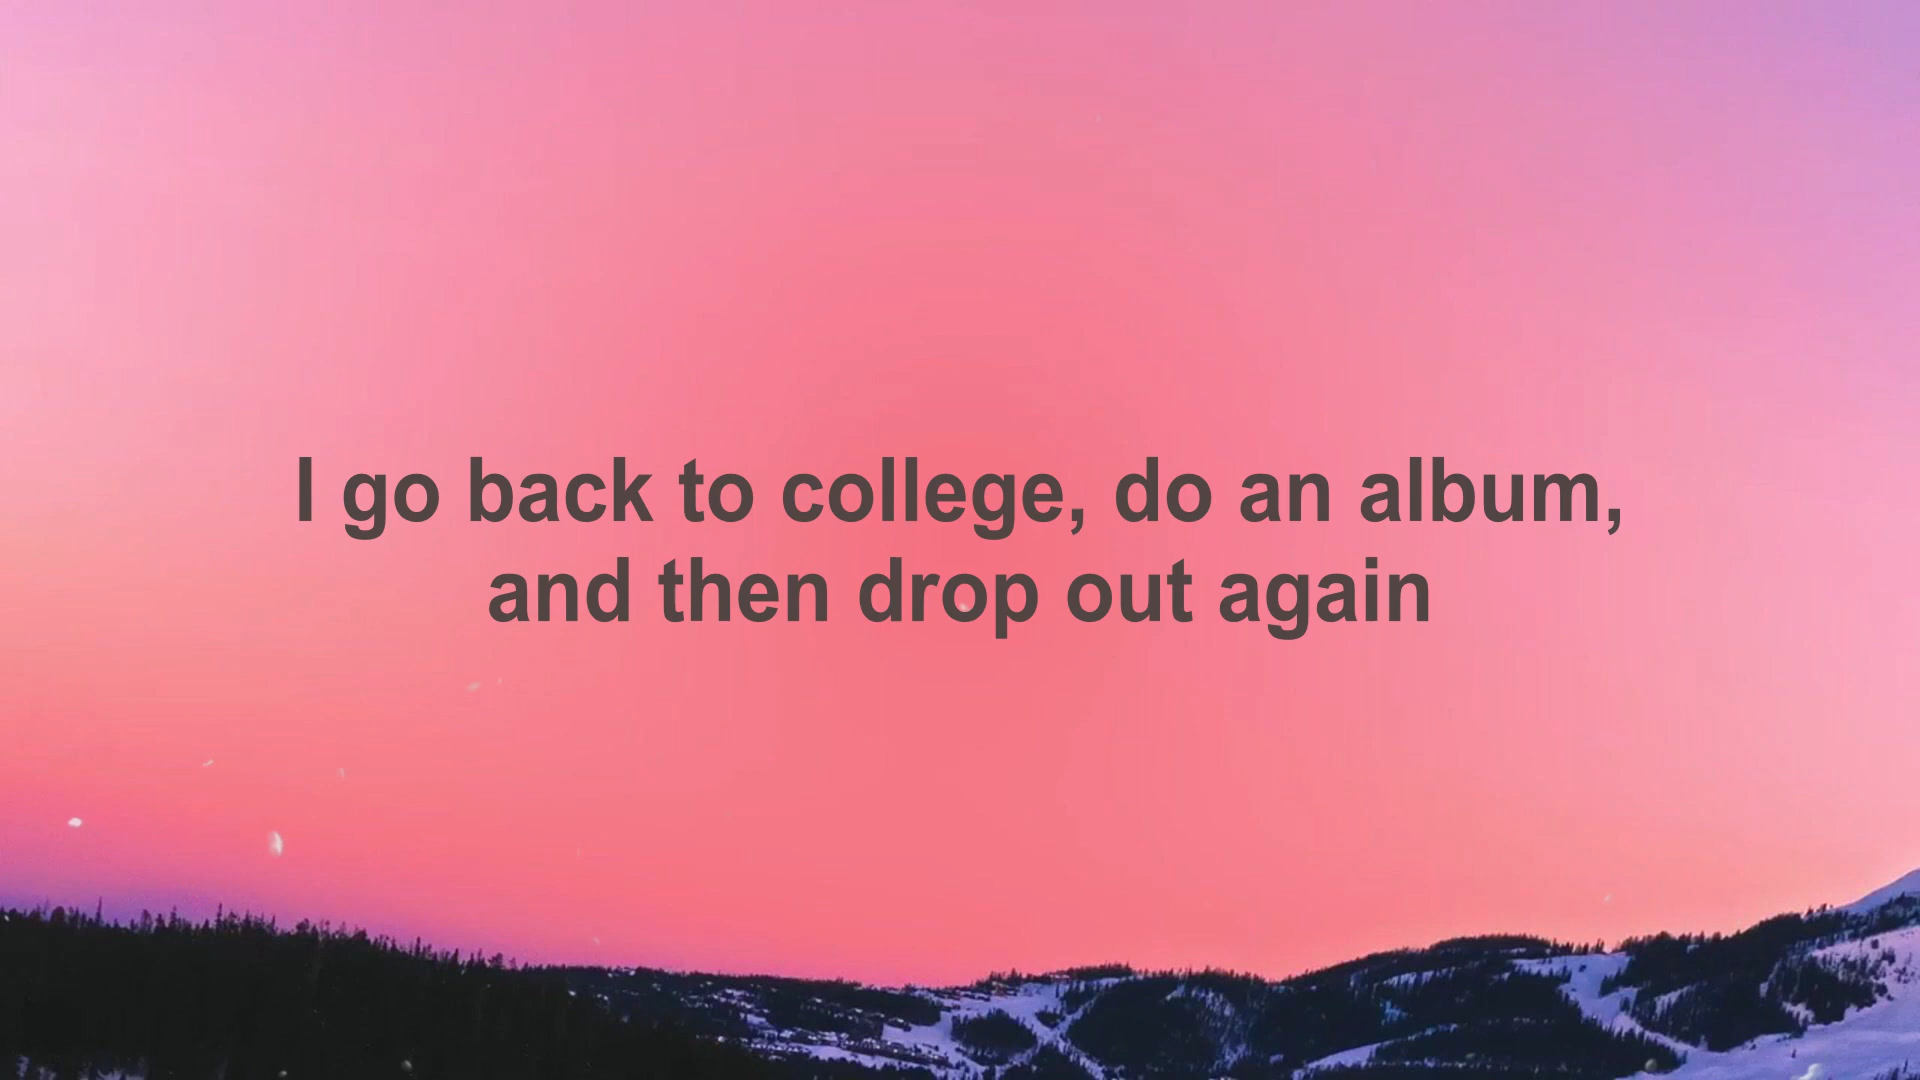 I go back to college, do an album,
and then drop out again